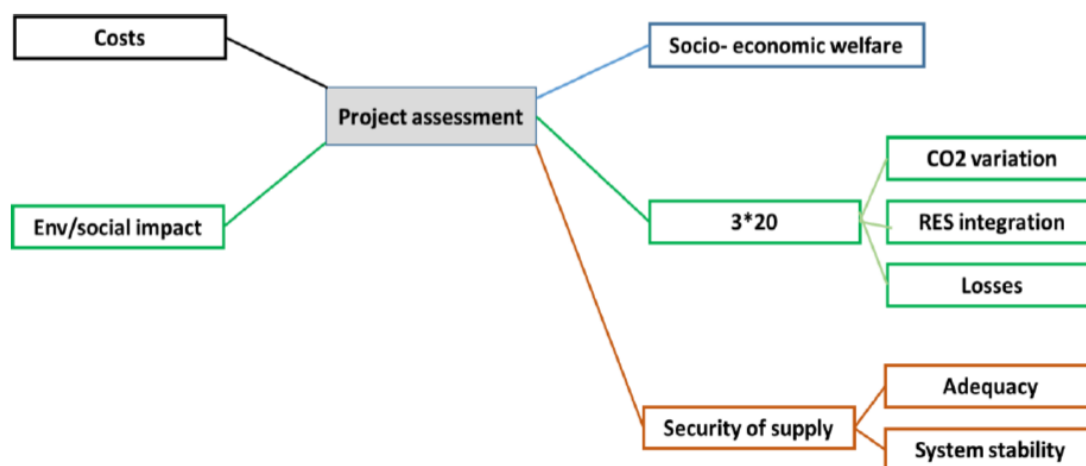 Costs
Socio- economic welfare
Project assessment
CO2 variation
Env/social impact
3*20
RES integration
Losses
Adequacy
Security of supply
System stability